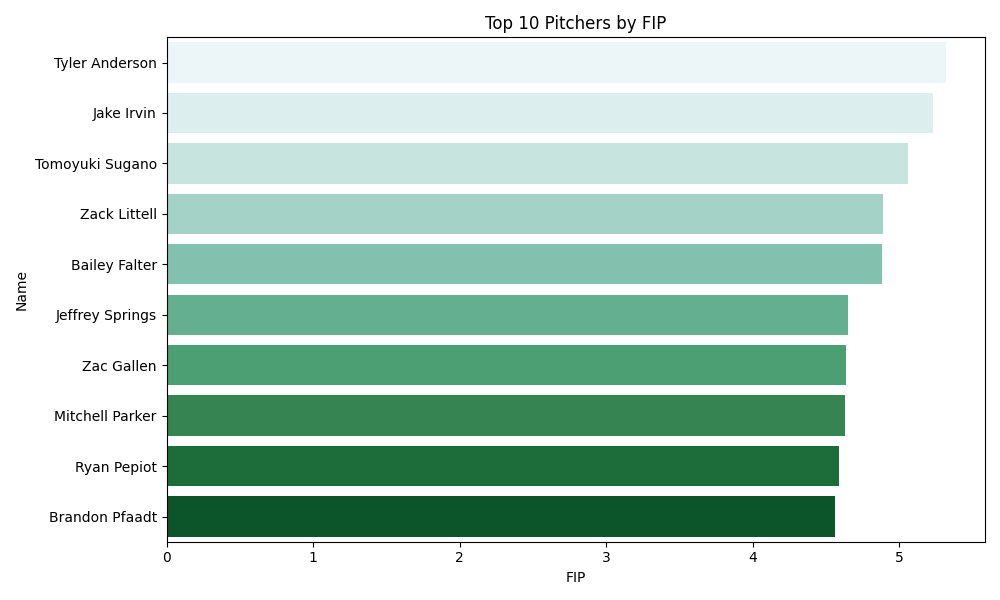 Top 10 Pitchers by FIP
Name
Tyler Anderson
Jake Irvin
Tomoyuki Sugano
Zack Littell
Bailey Falter
Jeffrey Springs
Zac Gallen
Mitchell Parker
Ryan Pepiot
Brandon Pfaadt
0 1 2 3 4 5
FIP